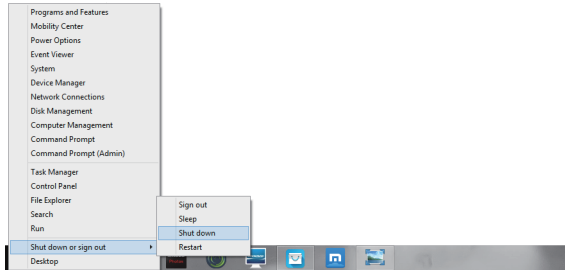 Programs and Features
Mobility Center
Power Options
Event Viewer
System
Device Manager
Network Connections
Disk Management
Computer Management
Command Prompt
Command Prompt (Admin)
Task Manager
Control Panel
File Explorer
Search
Run
Shut down or sign out
Desktop
Sign out
Sleep
Shut down
Restart